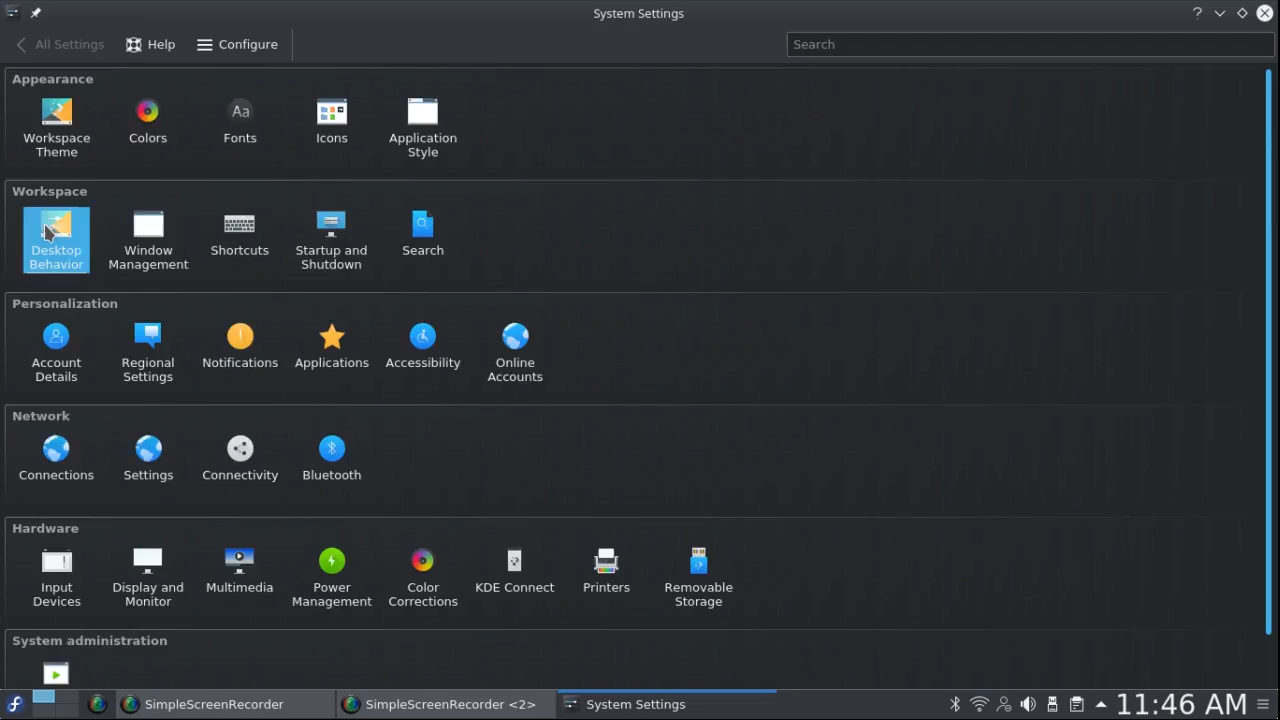 System Settings
?
All Settings
Help
Configure
Search
Appearance
Workspace
Theme
Colors
Aa
Fonts
Icons
Application
Style
Workspace
Desktop
Behavior
Window
Management
Shortcuts
Startup and
Shutdown
Search
Personalization
Account
Details
Regional
Settings
Notifications
Applications
Accessibility
Online
Accounts
Network
Connections
Settings
Connectivity
Bluetooth
Hardware
Input
Devices
Display and
Monitor
Multimedia
Power
Management
Color
Corrections
KDE Connect
Printers
Removable
Storage
System administration
SimpleScreenRecorder
SimpleScreenRecorder <2>
System Settings
11:46 AM